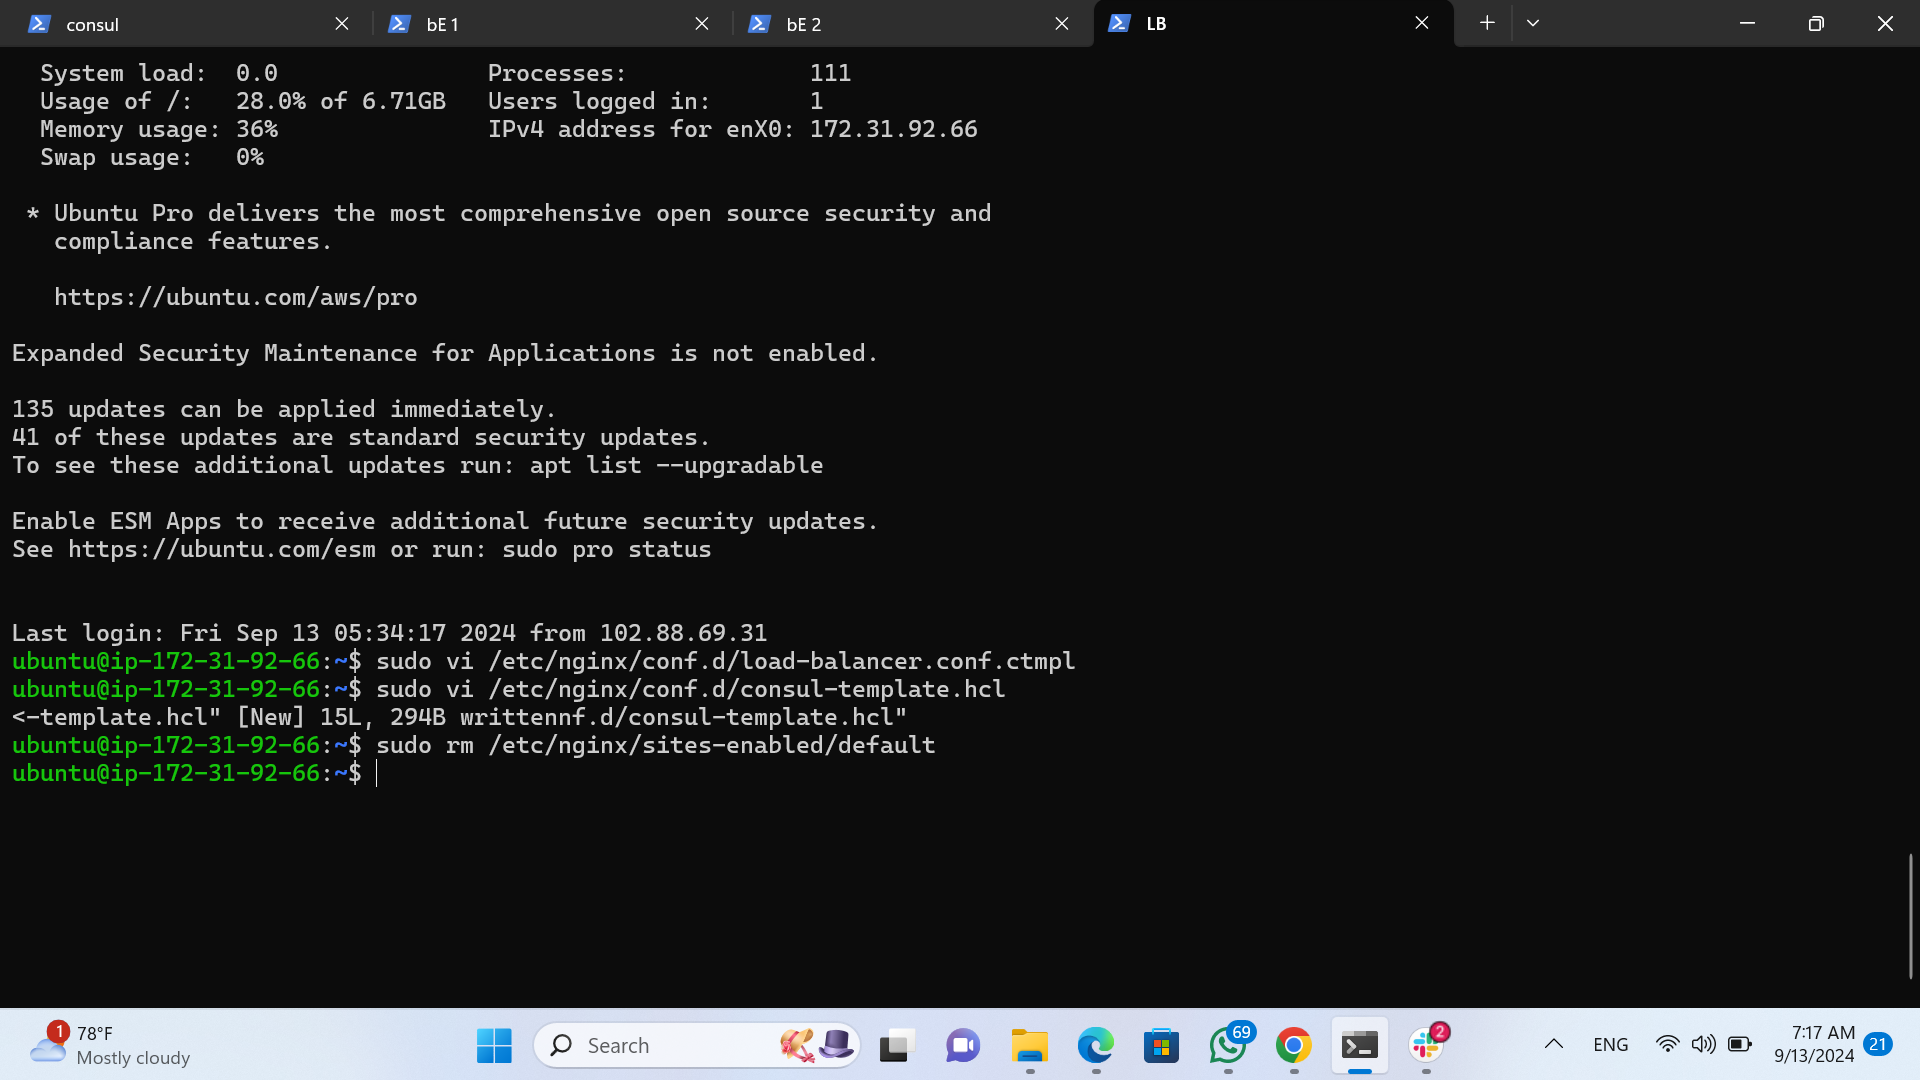 consul
bE 1
bE 2
LB
System load:  0.0               Processes:             111
Usage of /:   28.0% of 6.71GB   Users logged in:       1
Memory usage: 36%               IPv4 address for enX0: 172.31.92.66
Swap usage:   0%
* Ubuntu Pro delivers the most comprehensive open source security and
compliance features.
https://ubuntu.com/aws/pro
Expanded Security Maintenance for Applications is not enabled.
135 updates can be applied immediately.
41 of these updates are standard security updates.
To see these additional updates run: apt list --upgradable
Enable ESM Apps to receive additional future security updates.
See https://ubuntu.com/esm or run: sudo pro status
Last login: Fri Sep 13 05:34:17 2024 from 102.88.69.31
ubuntu@ip-172-31-92-66:~$ sudo vi /etc/nginx/conf.d/load-balancer.conf.ctmpl
ubuntu@ip-172-31-92-66:~$ sudo vi /etc/nginx/conf.d/consul-template.hcl
<-template.hcl" [New] 15L, 294B writtennf.d/consul-template.hcl"
ubuntu@ip-172-31-92-66:~$ sudo rm /etc/nginx/sites-enabled/default
ubuntu@ip-172-31-92-66:~$
1
78°F
Mostly cloudy
Search
69
2
ENG
7:17 AM
9/13/2024
21